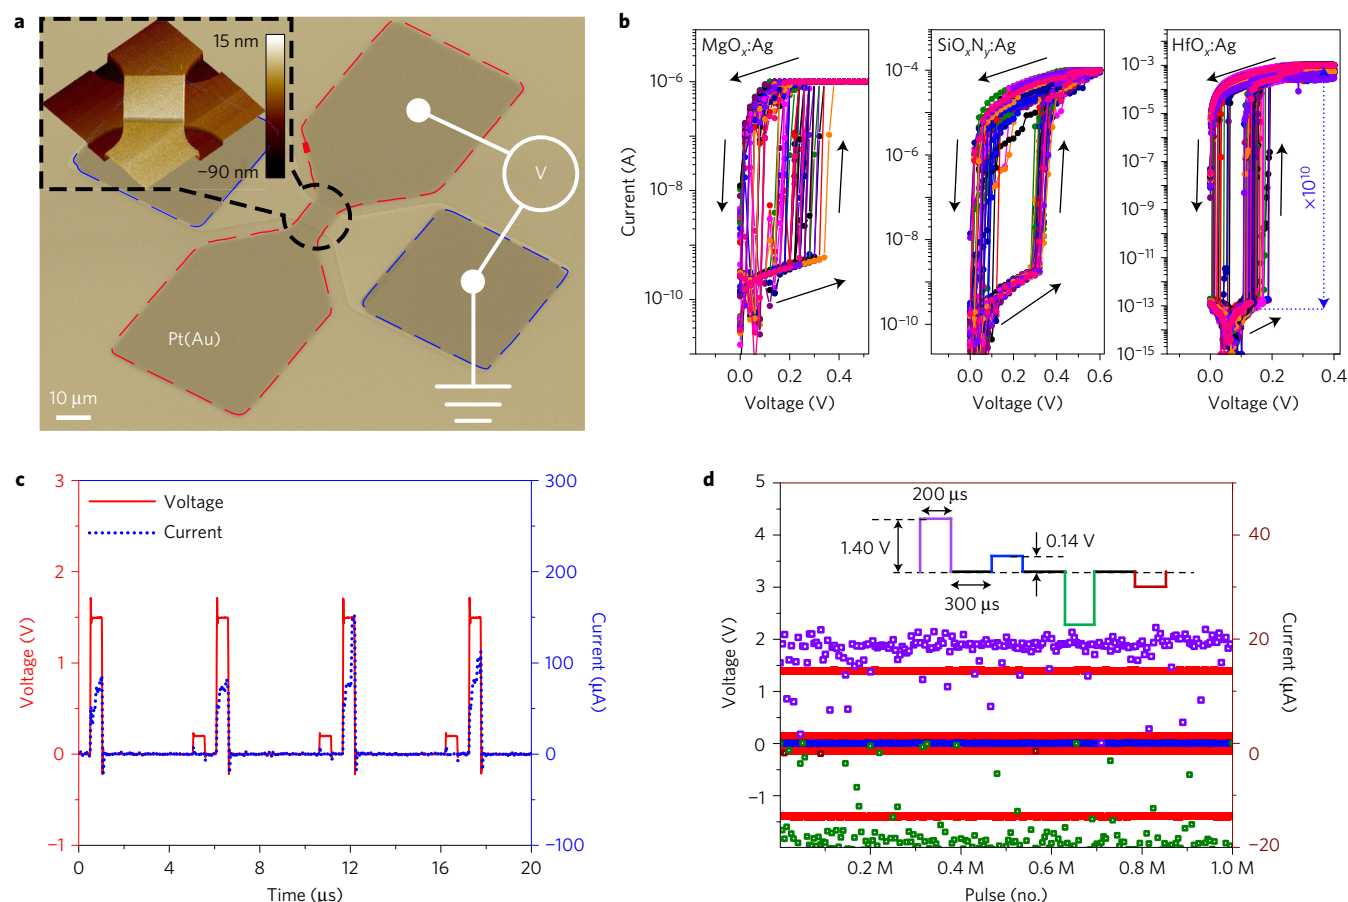 a
15 nm
−90 nm
V
Pt(Au)
10 μm
b
MgOₓ:Ag
SiOₓNᵧ:Ag
HfOₓ:Ag
Current (A)
10⁻⁶
10⁻⁸
10⁻¹⁰
0.0 0.2 0.4
Voltage (V)
10⁻⁴
10⁻⁶
10⁻⁸
10⁻¹⁰
0.0 0.2 0.4 0.6
Voltage (V)
10⁻³
10⁻⁵
10⁻⁷
10⁻⁹
10⁻¹¹
10⁻¹³
10⁻¹⁵
×10¹⁰
0.0 0.2 0.4
Voltage (V)
c
Voltage
Current
Voltage (V)
3
2
1
0
−1
300
200
100
0
−100
Current (μA)
0 4 8 12 16 20
Time (μs)
d
200 μs
1.40 V
0.14 V
300 μs
Voltage (V)
5
4
3
2
1
0
−1
40
20
0
−20
Current (μA)
0.2 M 0.4 M 0.6 M 0.8 M 1.0 M
Pulse (no.)